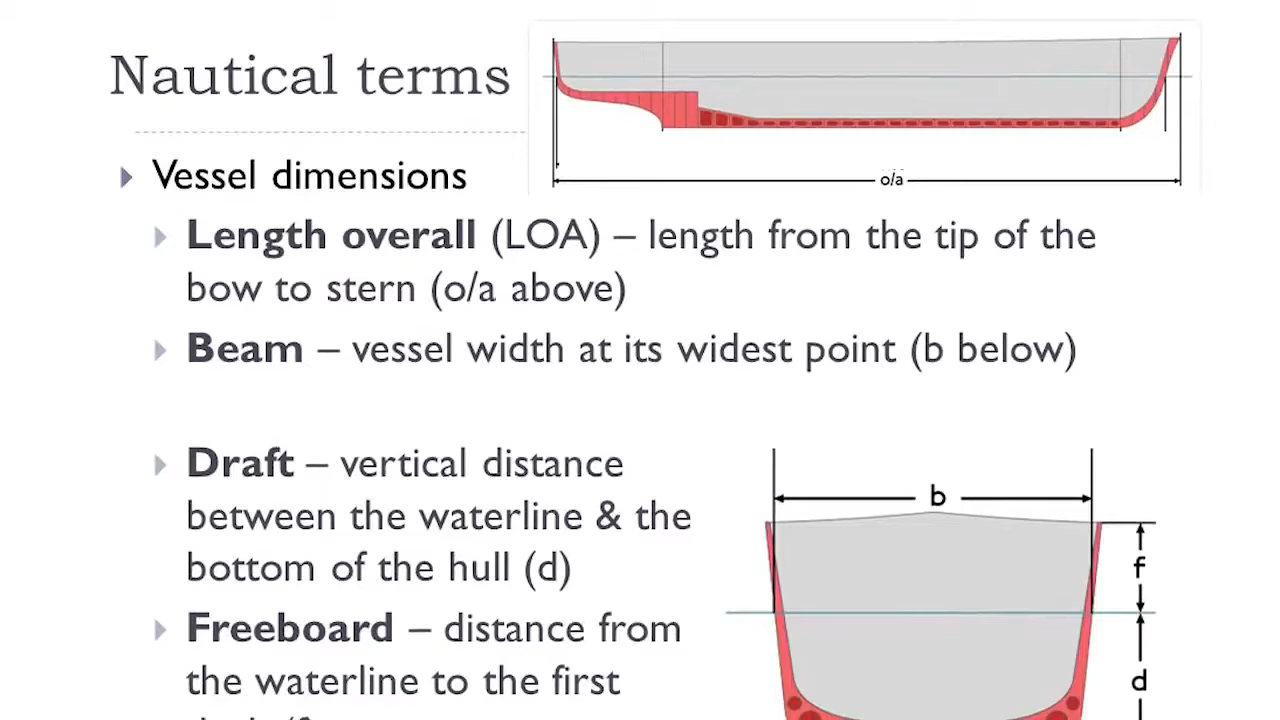 Nautical terms
o/a
Vessel dimensions
Length overall (LOA) – length from the tip of the
bow to stern (o/a above)
Beam – vessel width at its widest point (b below)
Draft – vertical distance
between the waterline & the
bottom of the hull (d)
Freeboard – distance from
the waterline to the first
b
f
d